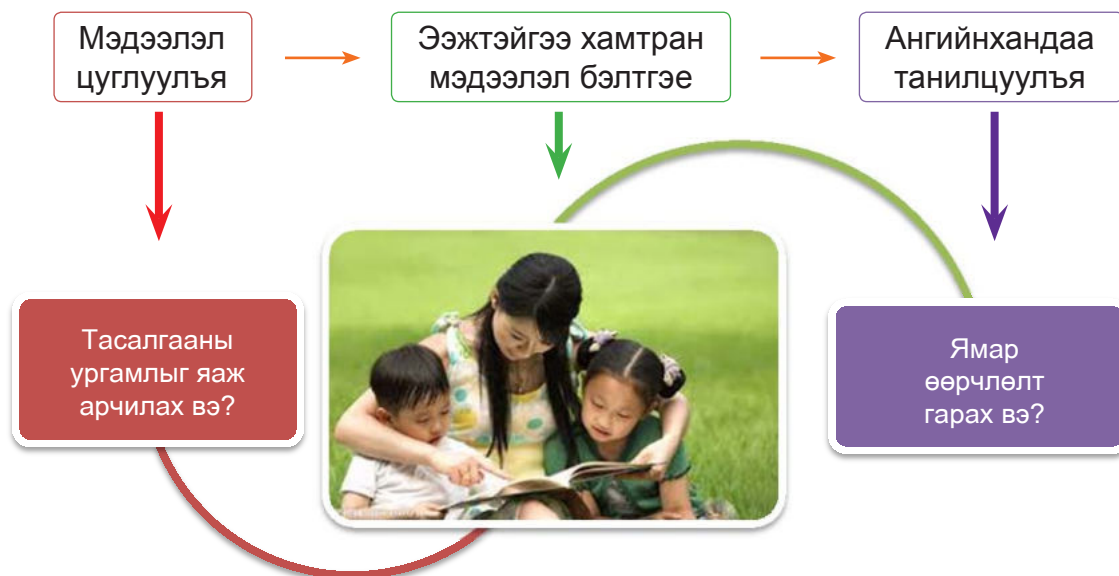 Мэдээлэл
цуглуулъя
Ээжтэйгээ хамтран
мэдээлэл бэлтгэе
Ангийнхандаа
танилцуулъя
Тасалгааны
ургамлыг яаж
арчилах вэ?
Ямар
өөрчлөлт
гарах вэ?